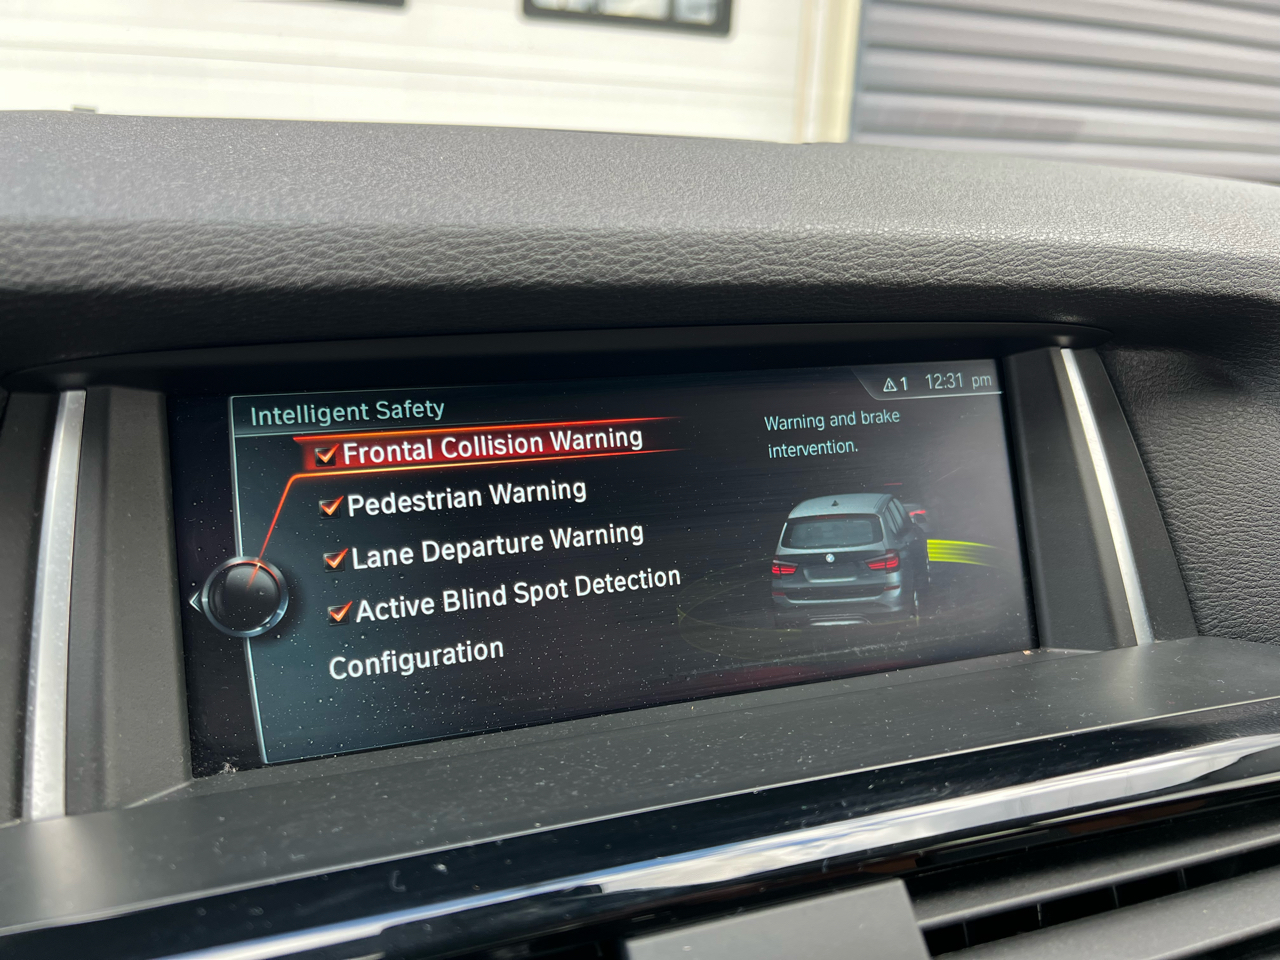 1 12:31 pm
Intelligent Safety
Frontal Collision Warning
Pedestrian Warning
Lane Departure Warning
Active Blind Spot Detection
Configuration
Warning and brake
intervention.